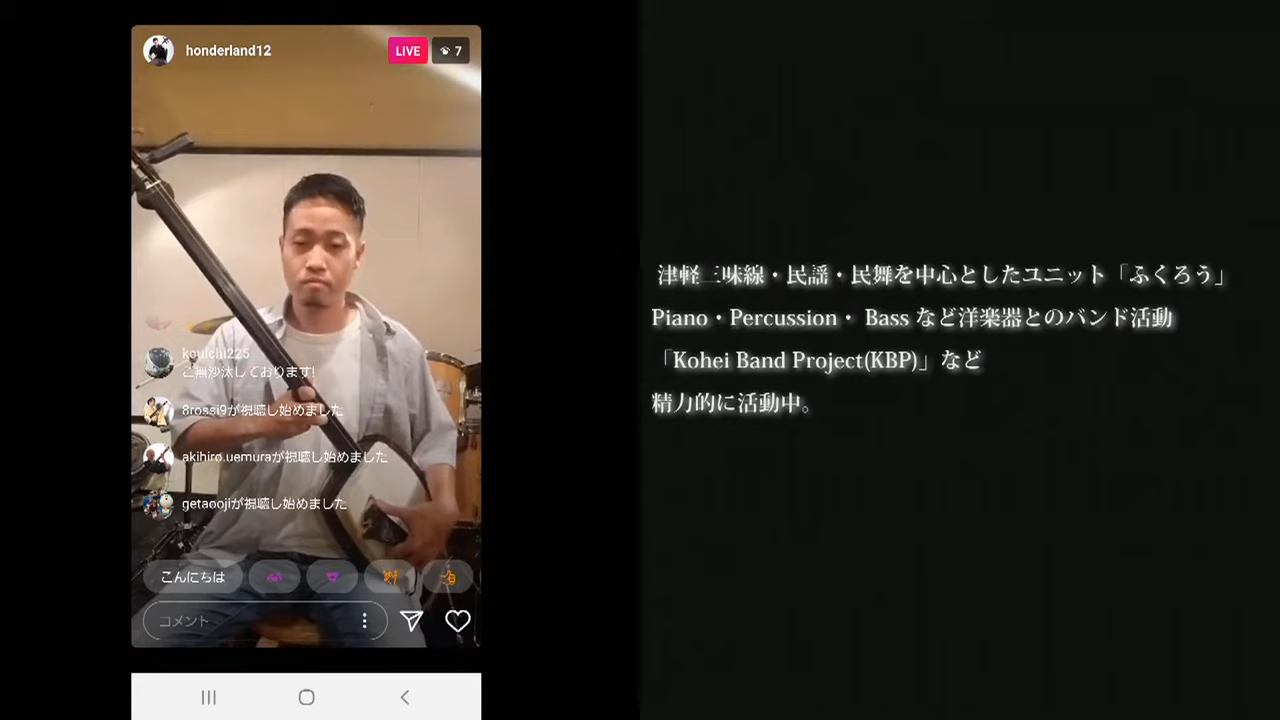 honderland12
LIVE
7
kouichi225
ご無沙汰しております!
8rossi9が視聴し始めました
akihiro.uemuraが視聴し始めました
getaoojiが視聴し始めました
こんにちは
コメント
津軽三味線・民謡・民舞を中心としたユニット「ふくろう」
Piano・Percussion・ Bass など洋楽器とのバンド活動
「Kohei Band Project(KBP)」など
精力的に活動中。